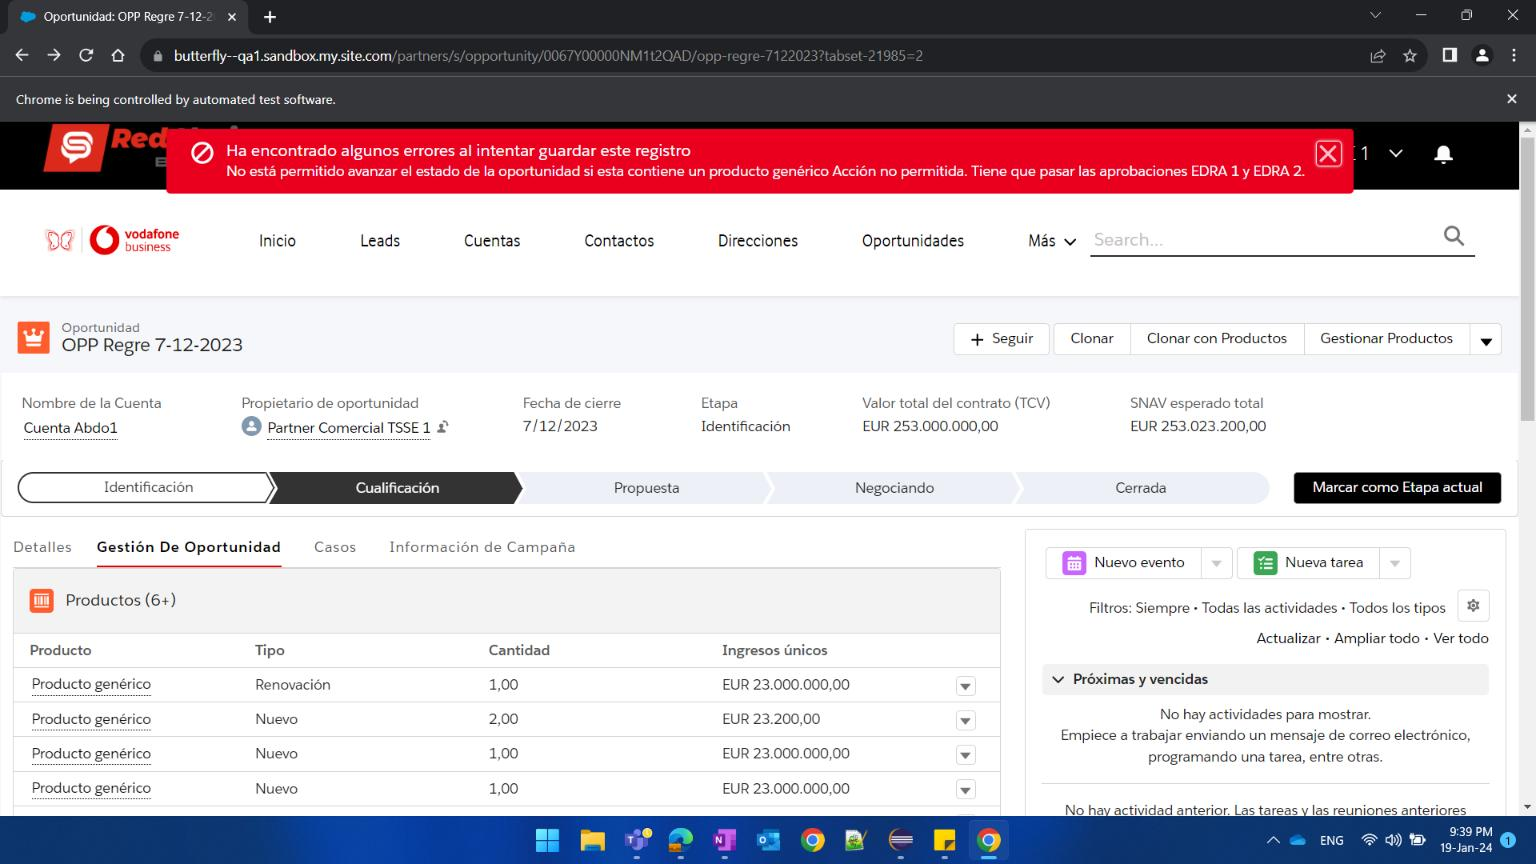 Oportunidad: OPP Regre 7-12-2
butterfly--qa1.sandbox.my.site.com/partners/s/opportunity/0067Y00000NM1t2QAD/opp-regre-7122023?tabset-21985=2
Chrome is being controlled by automated test software.
Red
E 1
Ha encontrado algunos errores al intentar guardar este registro
No está permitido avanzar el estado de la oportunidad si esta contiene un producto genérico Acción no permitida. Tiene que pasar las aprobaciones EDRA 1 y EDRA 2.
vodafone
business
Inicio Leads Cuentas Contactos Direcciones Oportunidades Más Search...
Oportunidad
OPP Regre 7-12-2023
Seguir Clonar Clonar con Productos Gestionar Productos
Nombre de la Cuenta Propietario de oportunidad Fecha de cierre Etapa Valor total del contrato (TCV) SNAV esperado total
Cuenta Abdo1 Partner Comercial TSSE 1 7/12/2023 Identificación EUR 253.000.000,00 EUR 253.023.200,00
Identificación Cualificación Propuesta Negociando Cerrada Marcar como Etapa actual
Detalles Gestión De Oportunidad Casos Información de Campaña
Productos (6+)
Producto Tipo Cantidad Ingresos únicos
Producto genérico Renovación 1,00 EUR 23.000.000,00
Producto genérico Nuevo 2,00 EUR 23.200,00
Producto genérico Nuevo 1,00 EUR 23.000.000,00
Producto genérico Nuevo 1,00 EUR 23.000.000,00
Nuevo evento Nueva tarea
Filtros: Siempre • Todas las actividades • Todos los tipos
Actualizar • Ampliar todo • Ver todo
Próximas y vencidas
No hay actividades para mostrar.
Empiece a trabajar enviando un mensaje de correo electrónico,
programando una tarea, entre otras.
No hay actividad anterior. Las tareas y las reuniones anteriores
ENG
9:39 PM
19-Jan-24
1